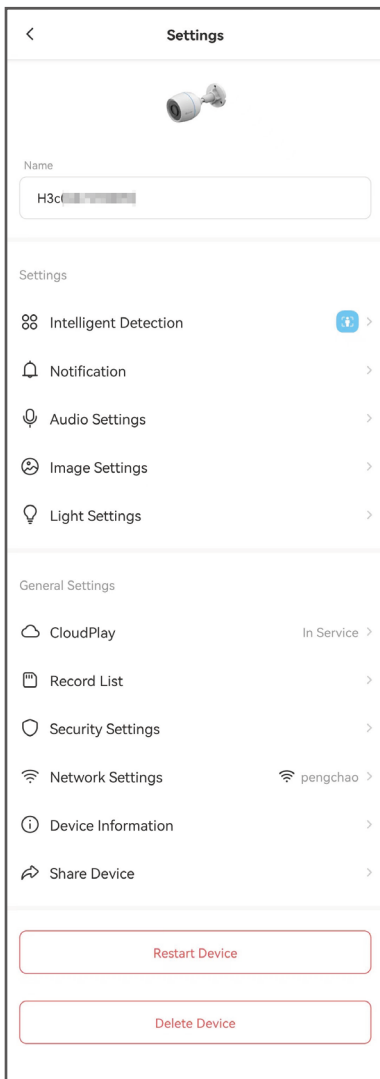 Settings
Name
H3c
Settings
Intelligent Detection
Notification
Audio Settings
Image Settings
Light Settings
General Settings
CloudPlay In Service
Record List
Security Settings
Network Settings pengchao
Device Information
Share Device
Restart Device
Delete Device